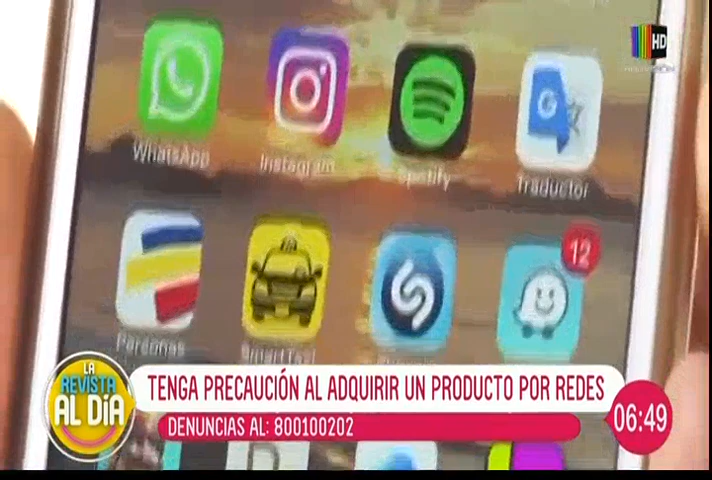 HD
WhatsApp
Instagram
Spotify
Traductor
12
Personas
LA
REVISTA
AL DÍA
TENGA PRECAUCIÓN AL ADQUIRIR UN PRODUCTO POR REDES
DENUNCIAS AL: 800100202
06:49